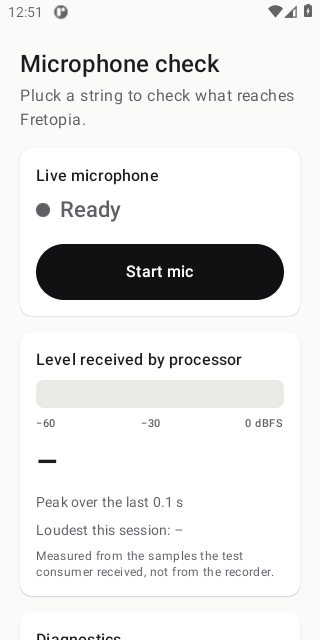 12:51
Microphone check
Pluck a string to check what reaches
Fretopia.
Live microphone
Ready
Start mic
Level received by processor
−60 −30 0 dBFS
—
Peak over the last 0.1 s
Loudest this session: –
Measured from the samples the test
consumer received, not from the recorder.
Diagnostics